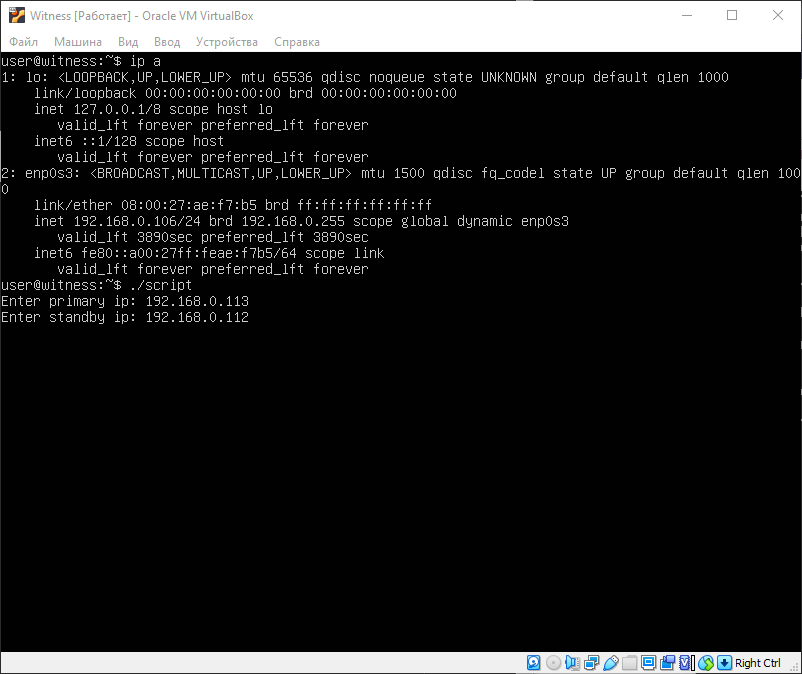 Witness [Работает] - Oracle VM VirtualBox
Файл Машина Вид Ввод Устройства Справка
user@witness:~$ ip a
1: lo: <LOOPBACK,UP,LOWER_UP> mtu 65536 qdisc noqueue state UNKNOWN group default qlen 1000
    link/loopback 00:00:00:00:00:00 brd 00:00:00:00:00:00
    inet 127.0.0.1/8 scope host lo
       valid_lft forever preferred_lft forever
    inet6 ::1/128 scope host
       valid_lft forever preferred_lft forever
2: enp0s3: <BROADCAST,MULTICAST,UP,LOWER_UP> mtu 1500 qdisc fq_codel state UP group default qlen 100
0
    link/ether 08:00:27:ae:f7:b5 brd ff:ff:ff:ff:ff:ff
    inet 192.168.0.106/24 brd 192.168.0.255 scope global dynamic enp0s3
       valid_lft 3890sec preferred_lft 3890sec
    inet6 fe80::a00:27ff:feae:f7b5/64 scope link
       valid_lft forever preferred_lft forever
user@witness:~$ ./script
Enter primary ip: 192.168.0.113
Enter standby ip: 192.168.0.112
Right Ctrl